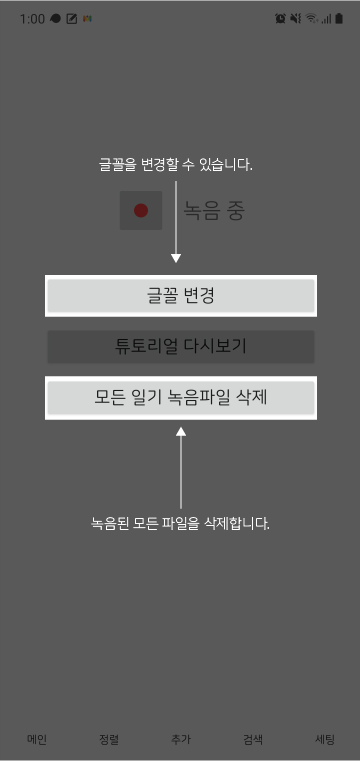 1:00
글꼴을 변경할 수 있습니다.
녹음 중
글꼴 변경
튜토리얼 다시보기
모든 일기 녹음파일 삭제
녹음된 모든 파일을 삭제합니다.
메인 정렬 추가 검색 세팅